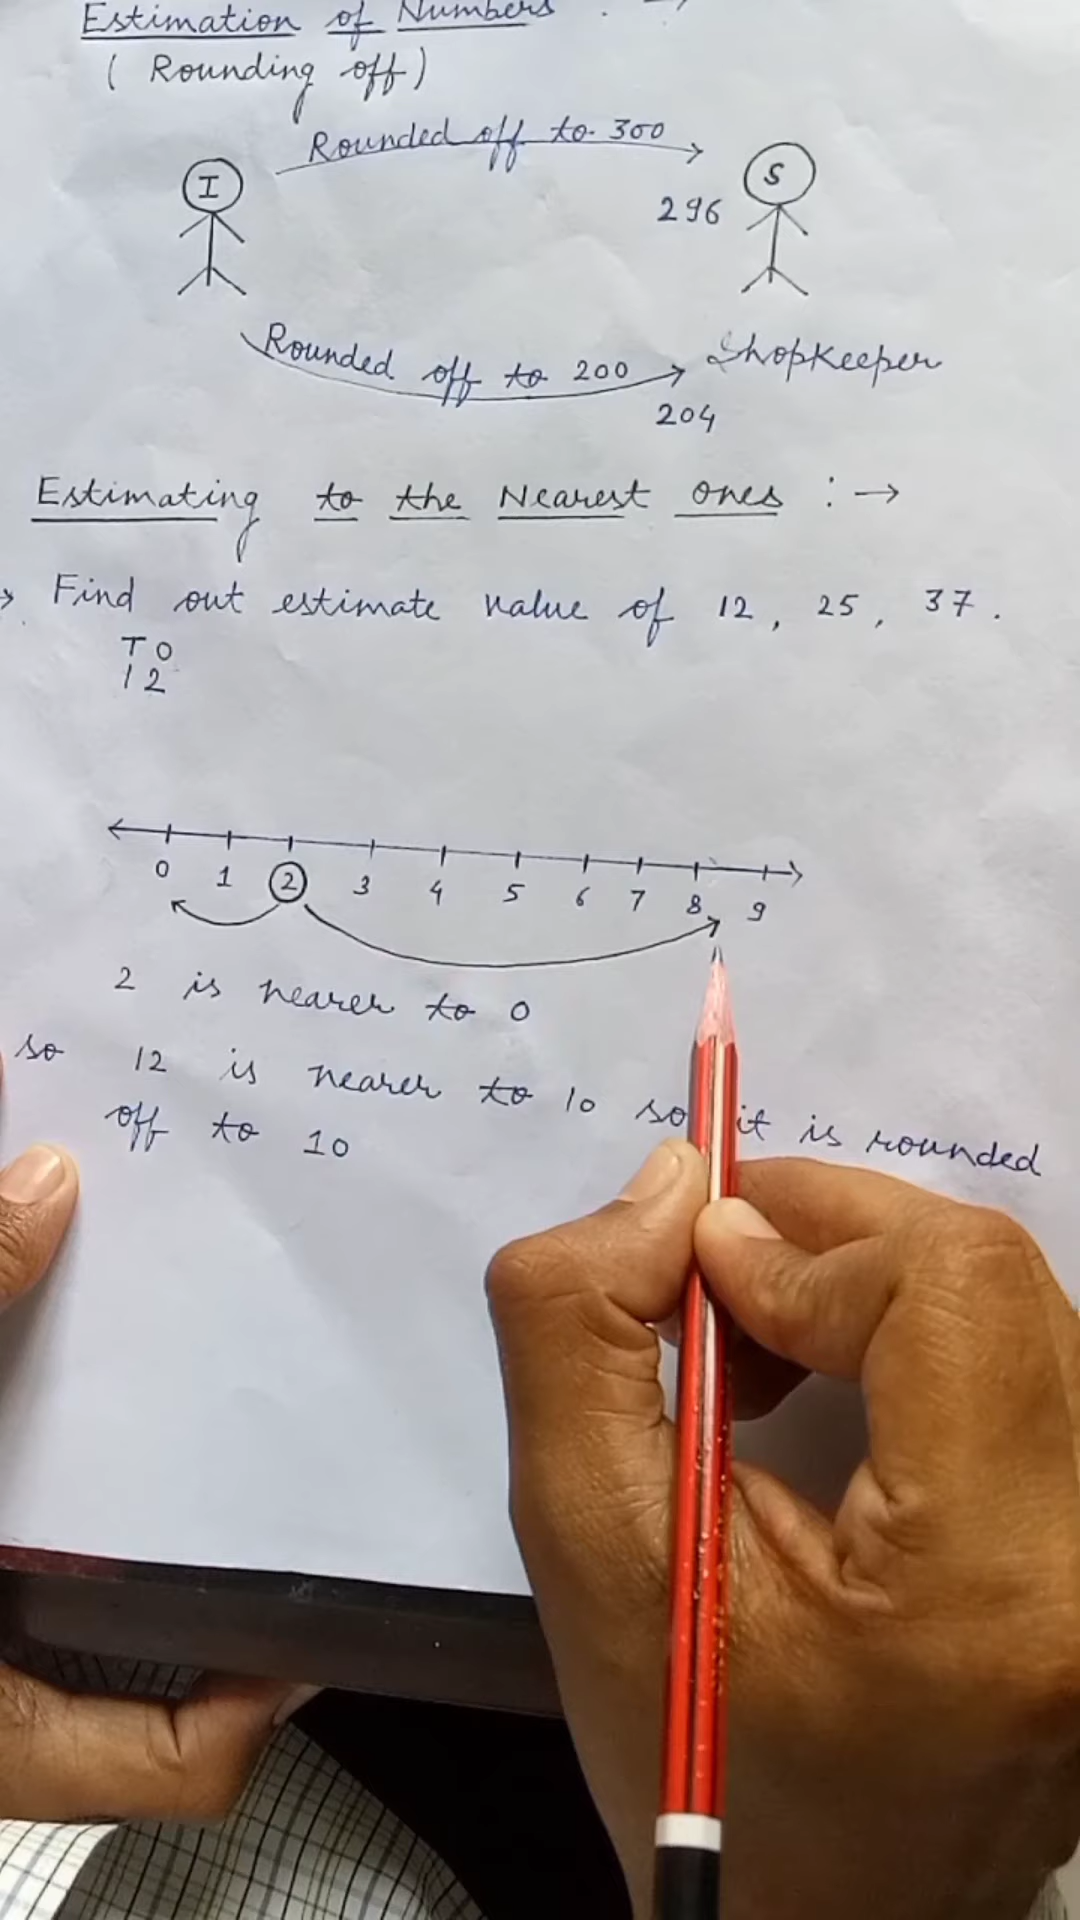 Estimation of Numbers : →
( Rounding off )
Rounded off to 300
I
S
296
Rounded off to 200
Shopkeeper
204
Estimating to the Nearest ones : →
→ Find out estimate value of 12, 25, 37.
T O
12
0 1 2 3 4 5 6 7 8 9
2 is nearer to 0
so 12 is nearer to 10 so it is rounded
off to 10